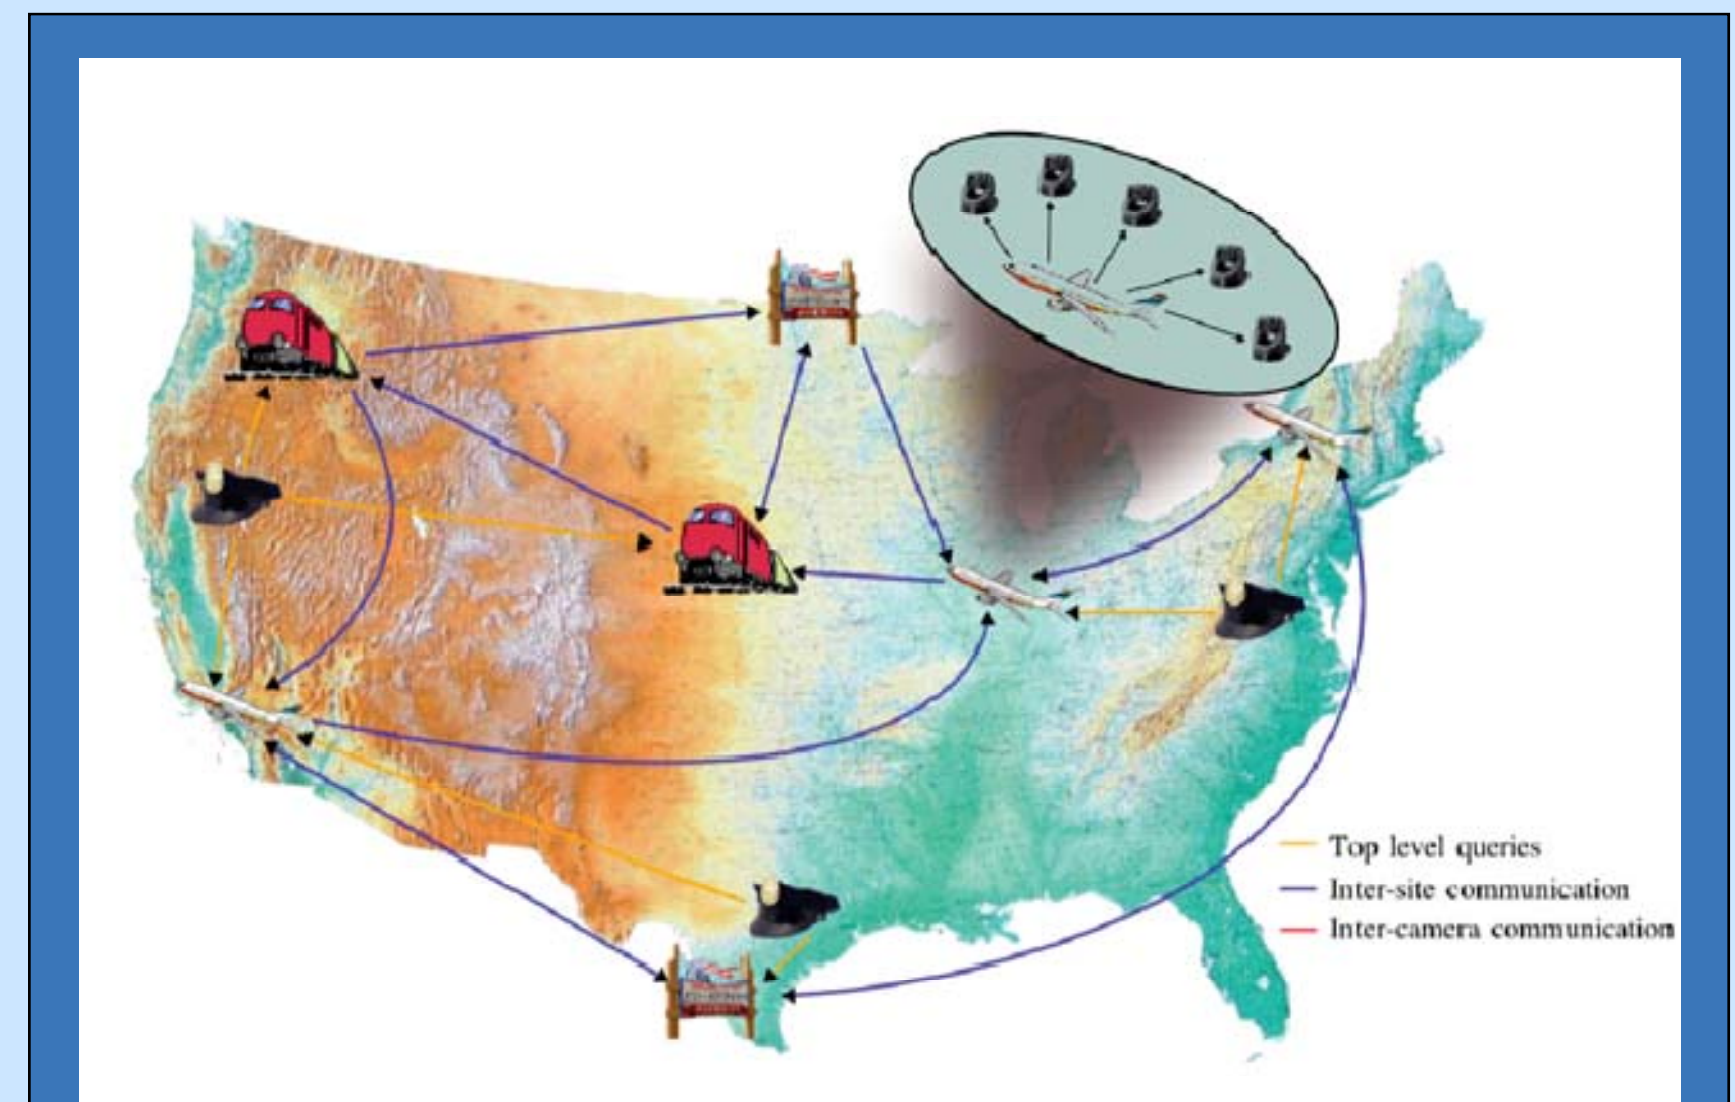 Top level queries
Inter-site communication
Inter-camera communication